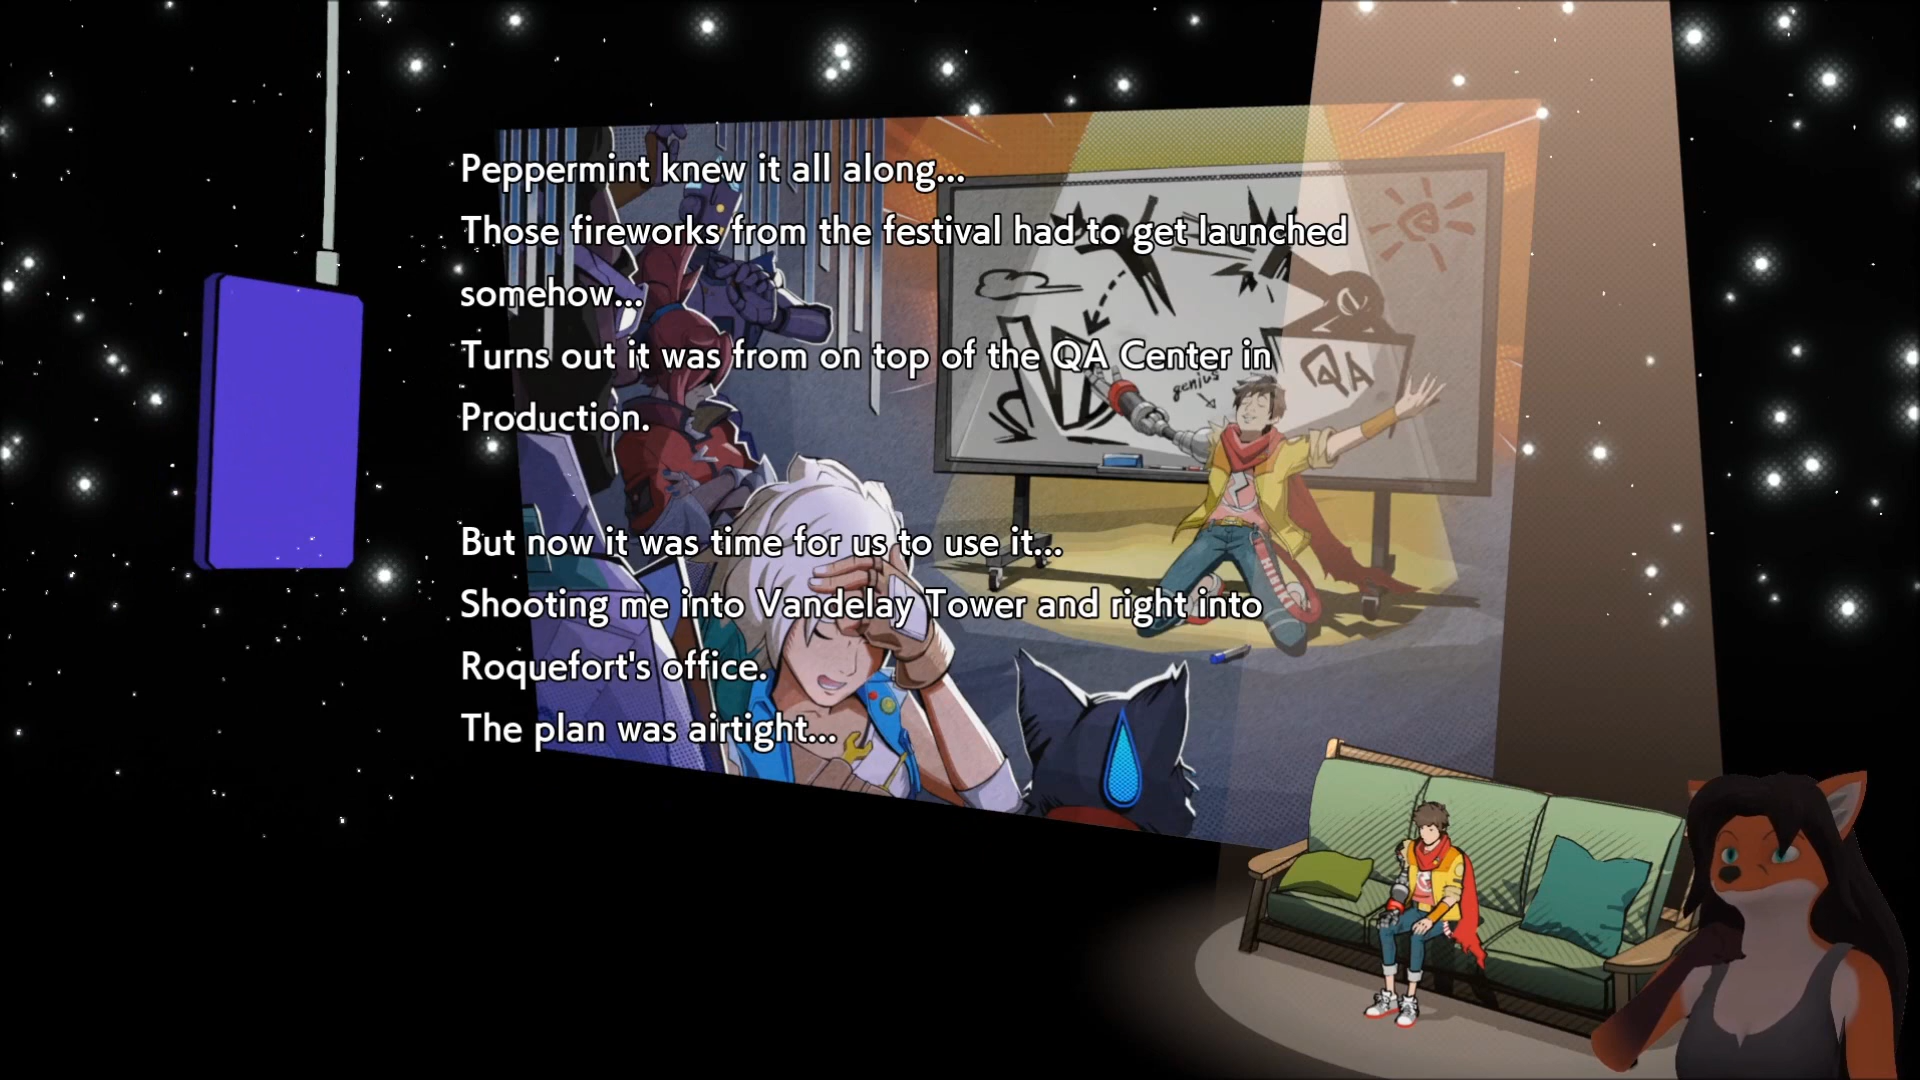 Peppermint knew it all along...
Those fireworks from the festival had to get launched
somehow...
Turns out it was from on top of the QA Center in
Production.
genius
QA
HIBIKI
But now it was time for us to use it...
Shooting me into Vandelay Tower and right into
Roquefort's office.
The plan was airtight...